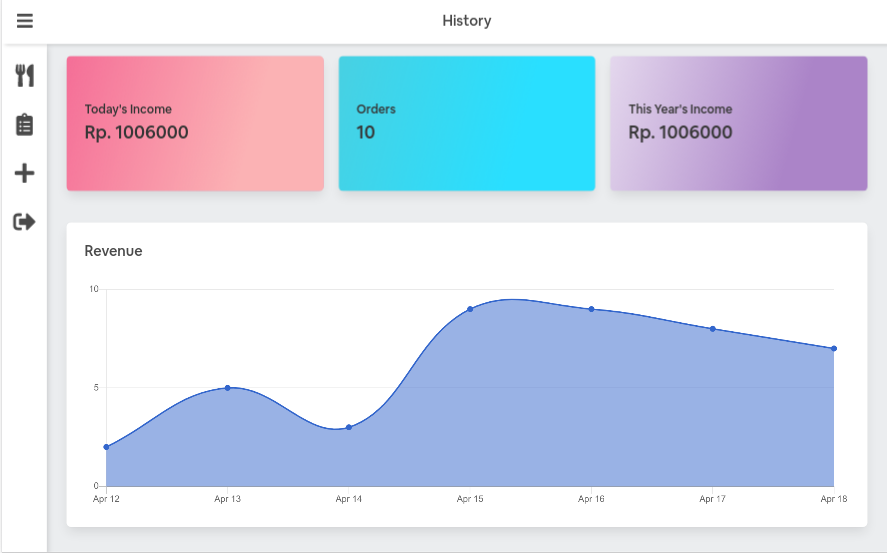 History
Today's Income
Rp. 1006000
Orders
10
This Year's Income
Rp. 1006000
Revenue
10
5
0
Apr 12
Apr 13
Apr 14
Apr 15
Apr 16
Apr 17
Apr 18